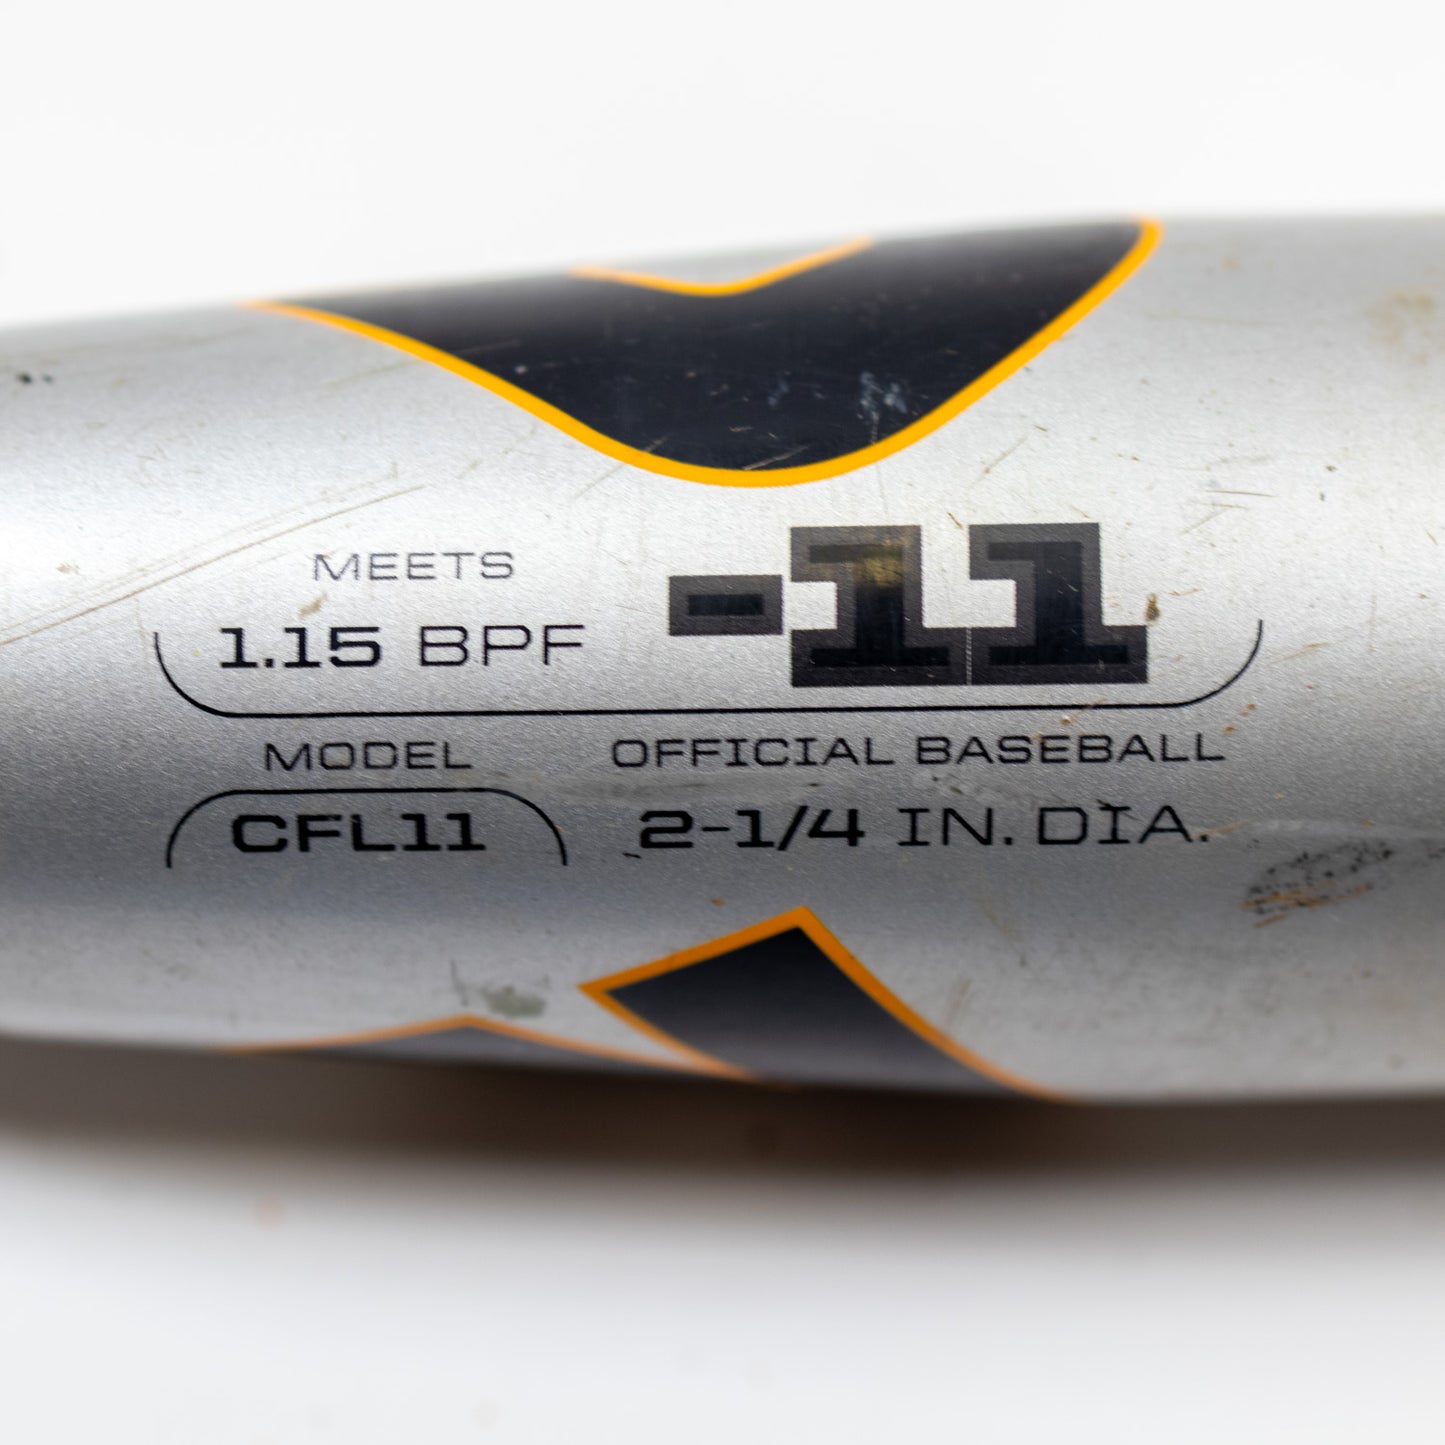 MEETS
1.15 BPF
-11
MODEL
CFL11
OFFICIAL BASEBALL
2-1/4 IN. DIA.